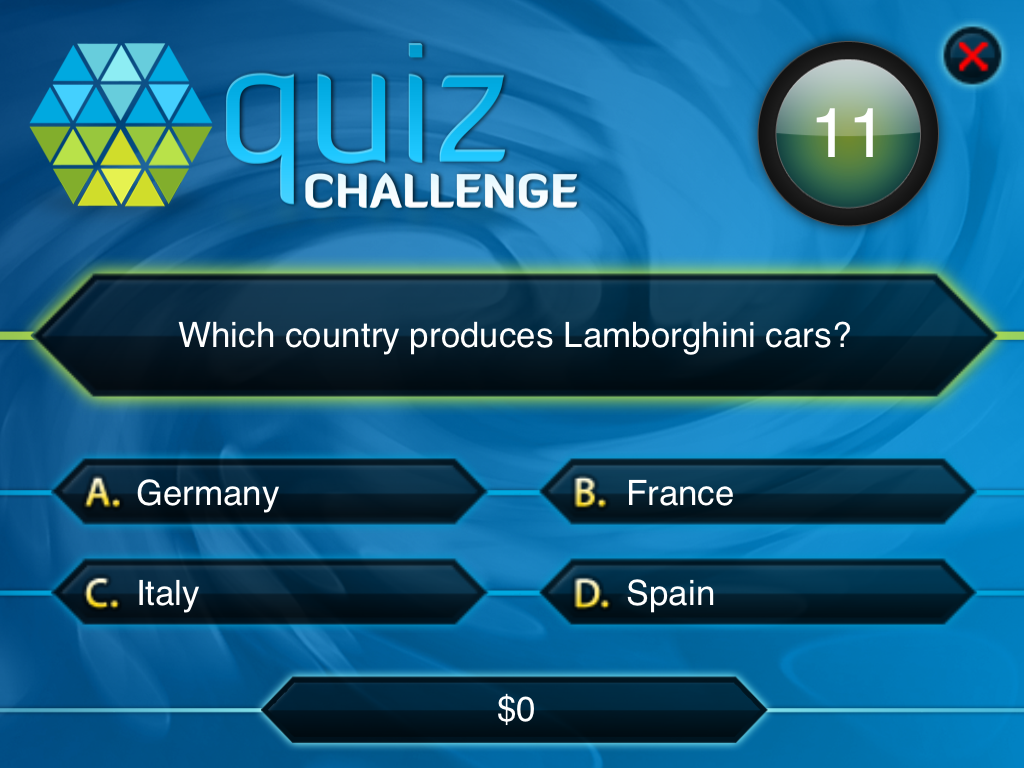 quiz
CHALLENGE
11
Which country produces Lamborghini cars?
A. Germany
B. France
C. Italy
D. Spain
$0